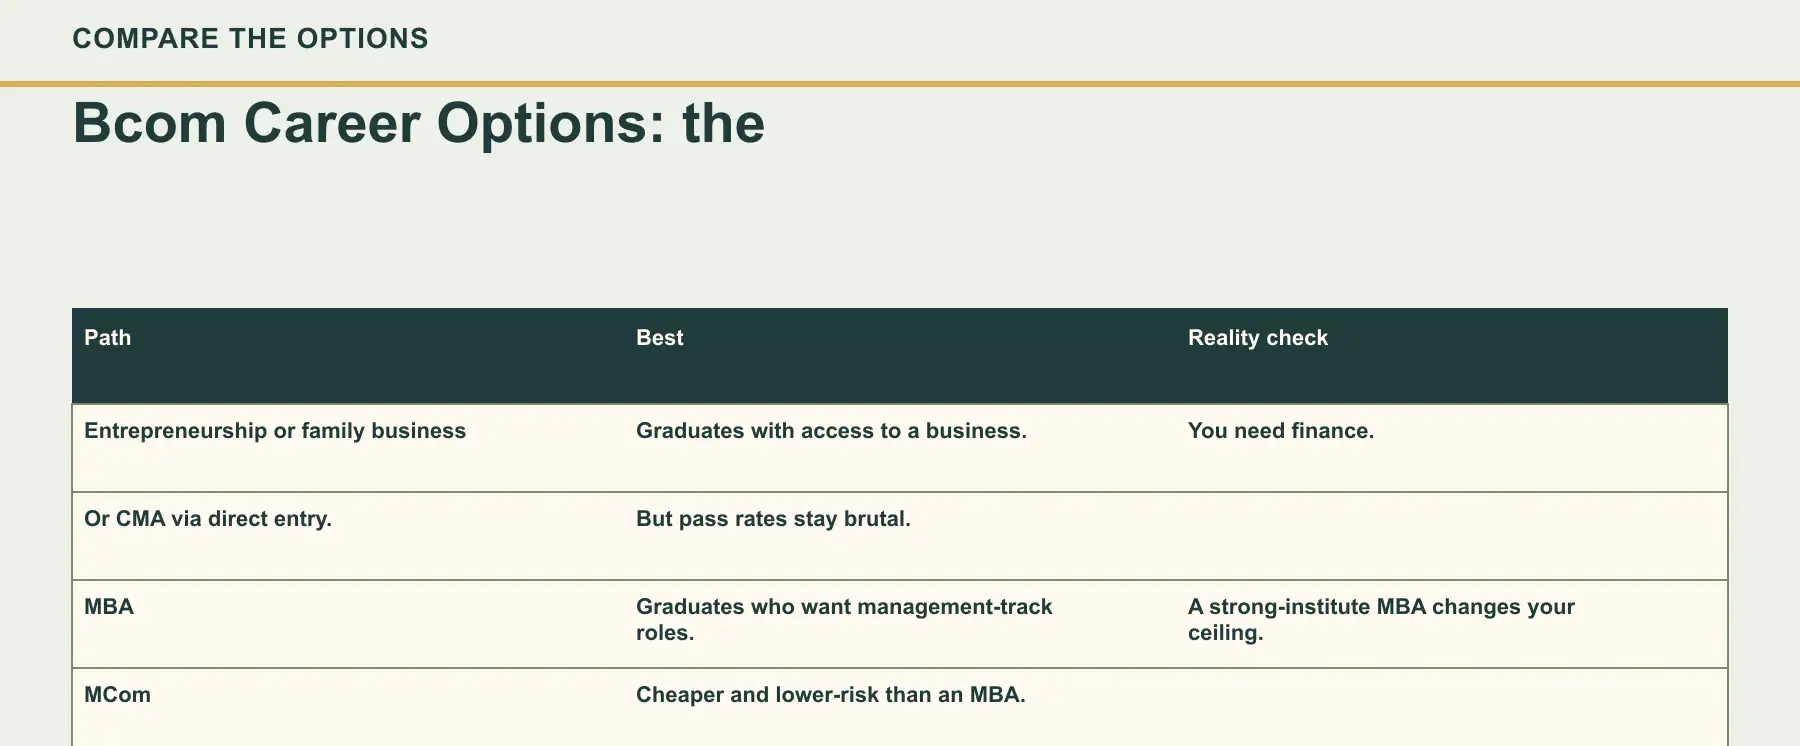 COMPARE THE OPTIONS
Bcom Career Options: the
Path Best Reality check
Entrepreneurship or family business Graduates with access to a business. You need finance.
Or CMA via direct entry. But pass rates stay brutal.
MBA Graduates who want management-track roles. A strong-institute MBA changes your ceiling.
MCom Cheaper and lower-risk than an MBA.